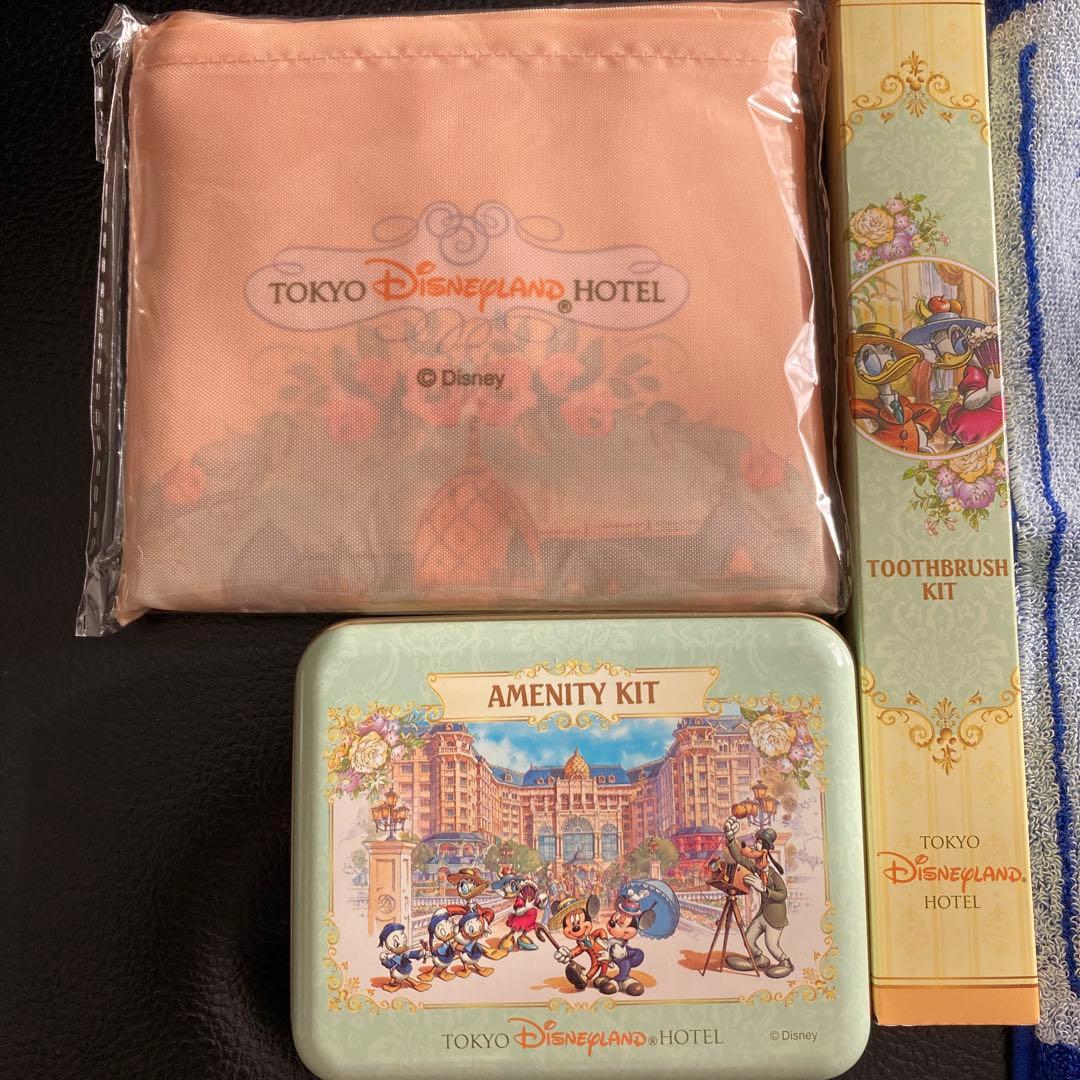 TOKYO DISNEYLAND® HOTEL
© Disney
AMENITY KIT
TOKYO DISNEYLAND® HOTEL
© Disney
TOOTHBRUSH
KIT
TOKYO
DISNEYLAND®
HOTEL